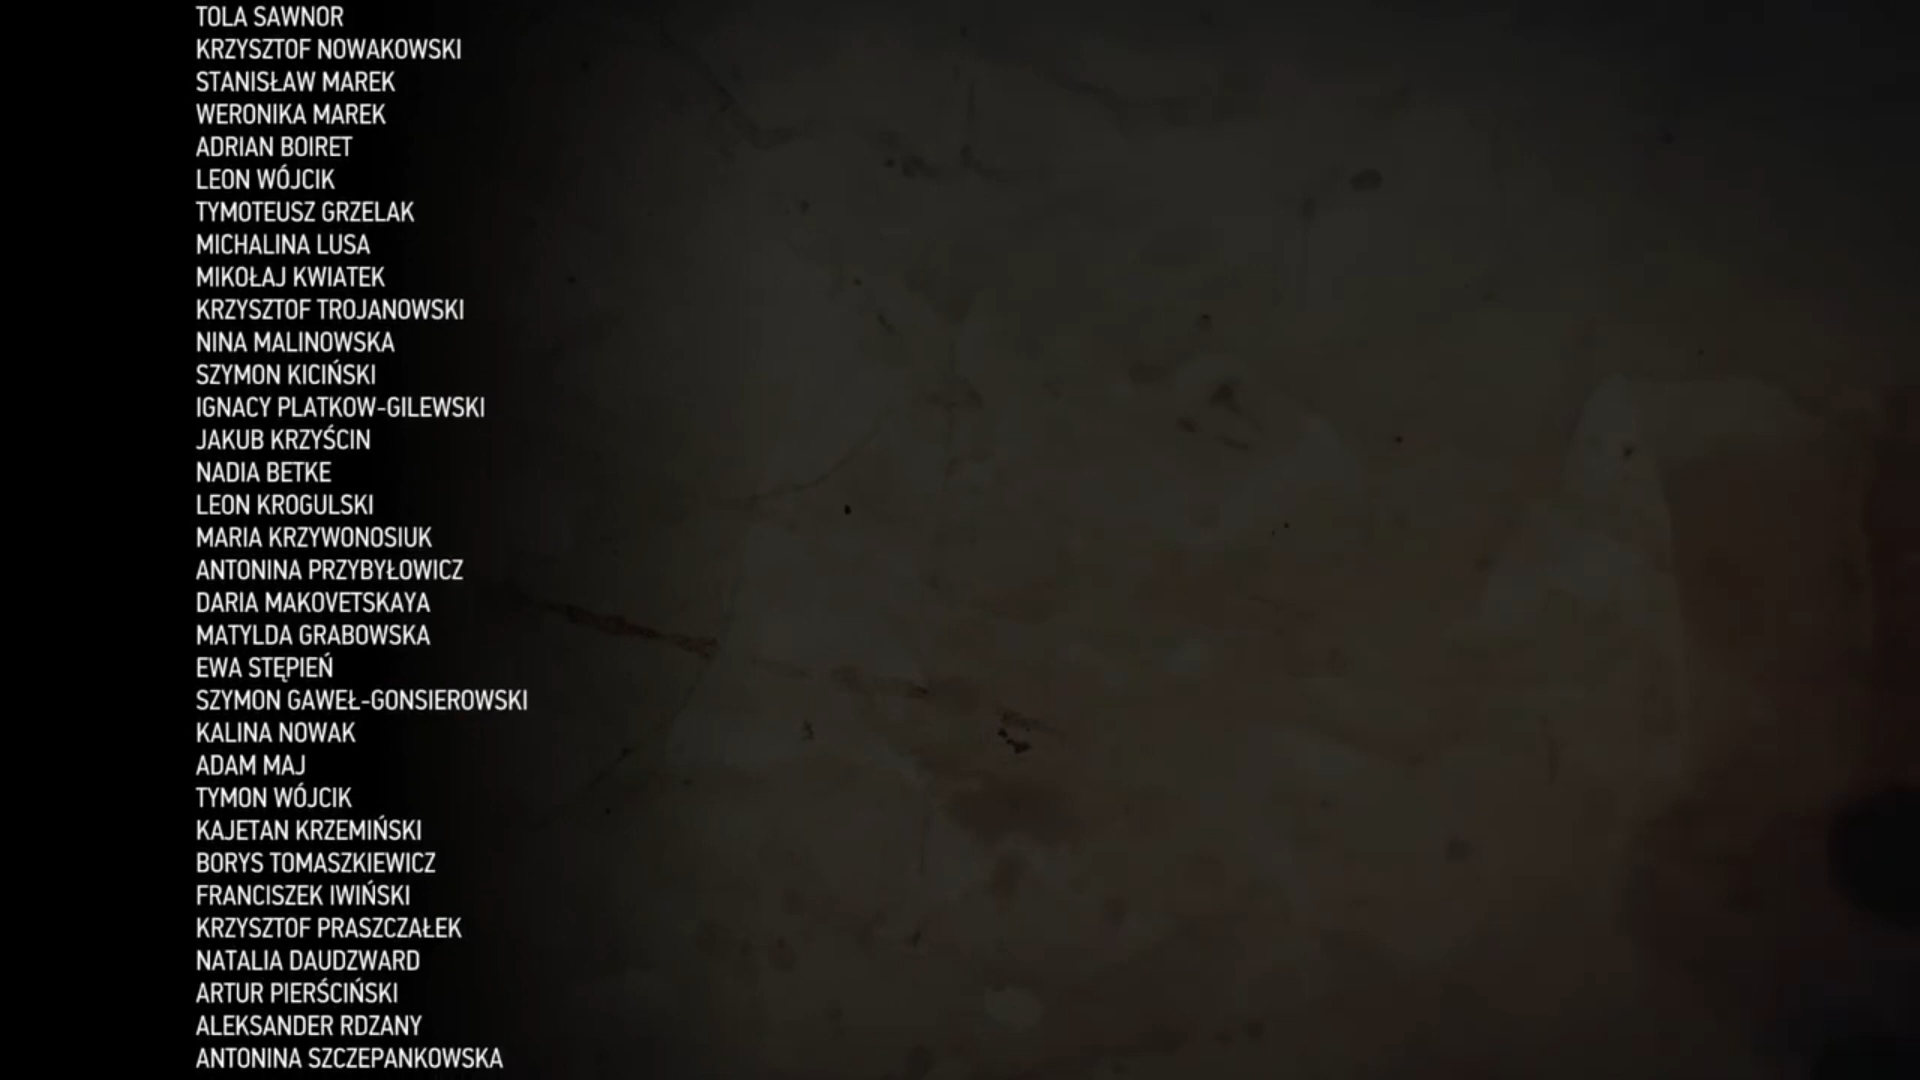 TOLA SAWNOR
KRZYSZTOF NOWAKOWSKI
STANISŁAW MAREK
WERONIKA MAREK
ADRIAN BOIRET
LEON WÓJCIK
TYMOTEUSZ GRZELAK
MICHALINA LUSA
MIKOŁAJ KWIATEK
KRZYSZTOF TROJANOWSKI
NINA MALINOWSKA
SZYMON KICIŃSKI
IGNACY PLATKOW-GILEWSKI
JAKUB KRZYŚCIN
NADIA BETKE
LEON KROGULSKI
MARIA KRZYWONOSIUK
ANTONINA PRZYBYŁOWICZ
DARIA MAKOVETSKAYA
MATYLDA GRABOWSKA
EWA STĘPIEŃ
SZYMON GAWEŁ-GONSIEROWSKI
KALINA NOWAK
ADAM MAJ
TYMON WÓJCIK
KAJETAN KRZEMIŃSKI
BORYS TOMASZKIEWICZ
FRANCISZEK IWIŃSKI
KRZYSZTOF PRASZCZAŁEK
NATALIA DAUDZWARD
ARTUR PIERŚCIŃSKI
ALEKSANDER RDZANY
ANTONINA SZCZEPANKOWSKA